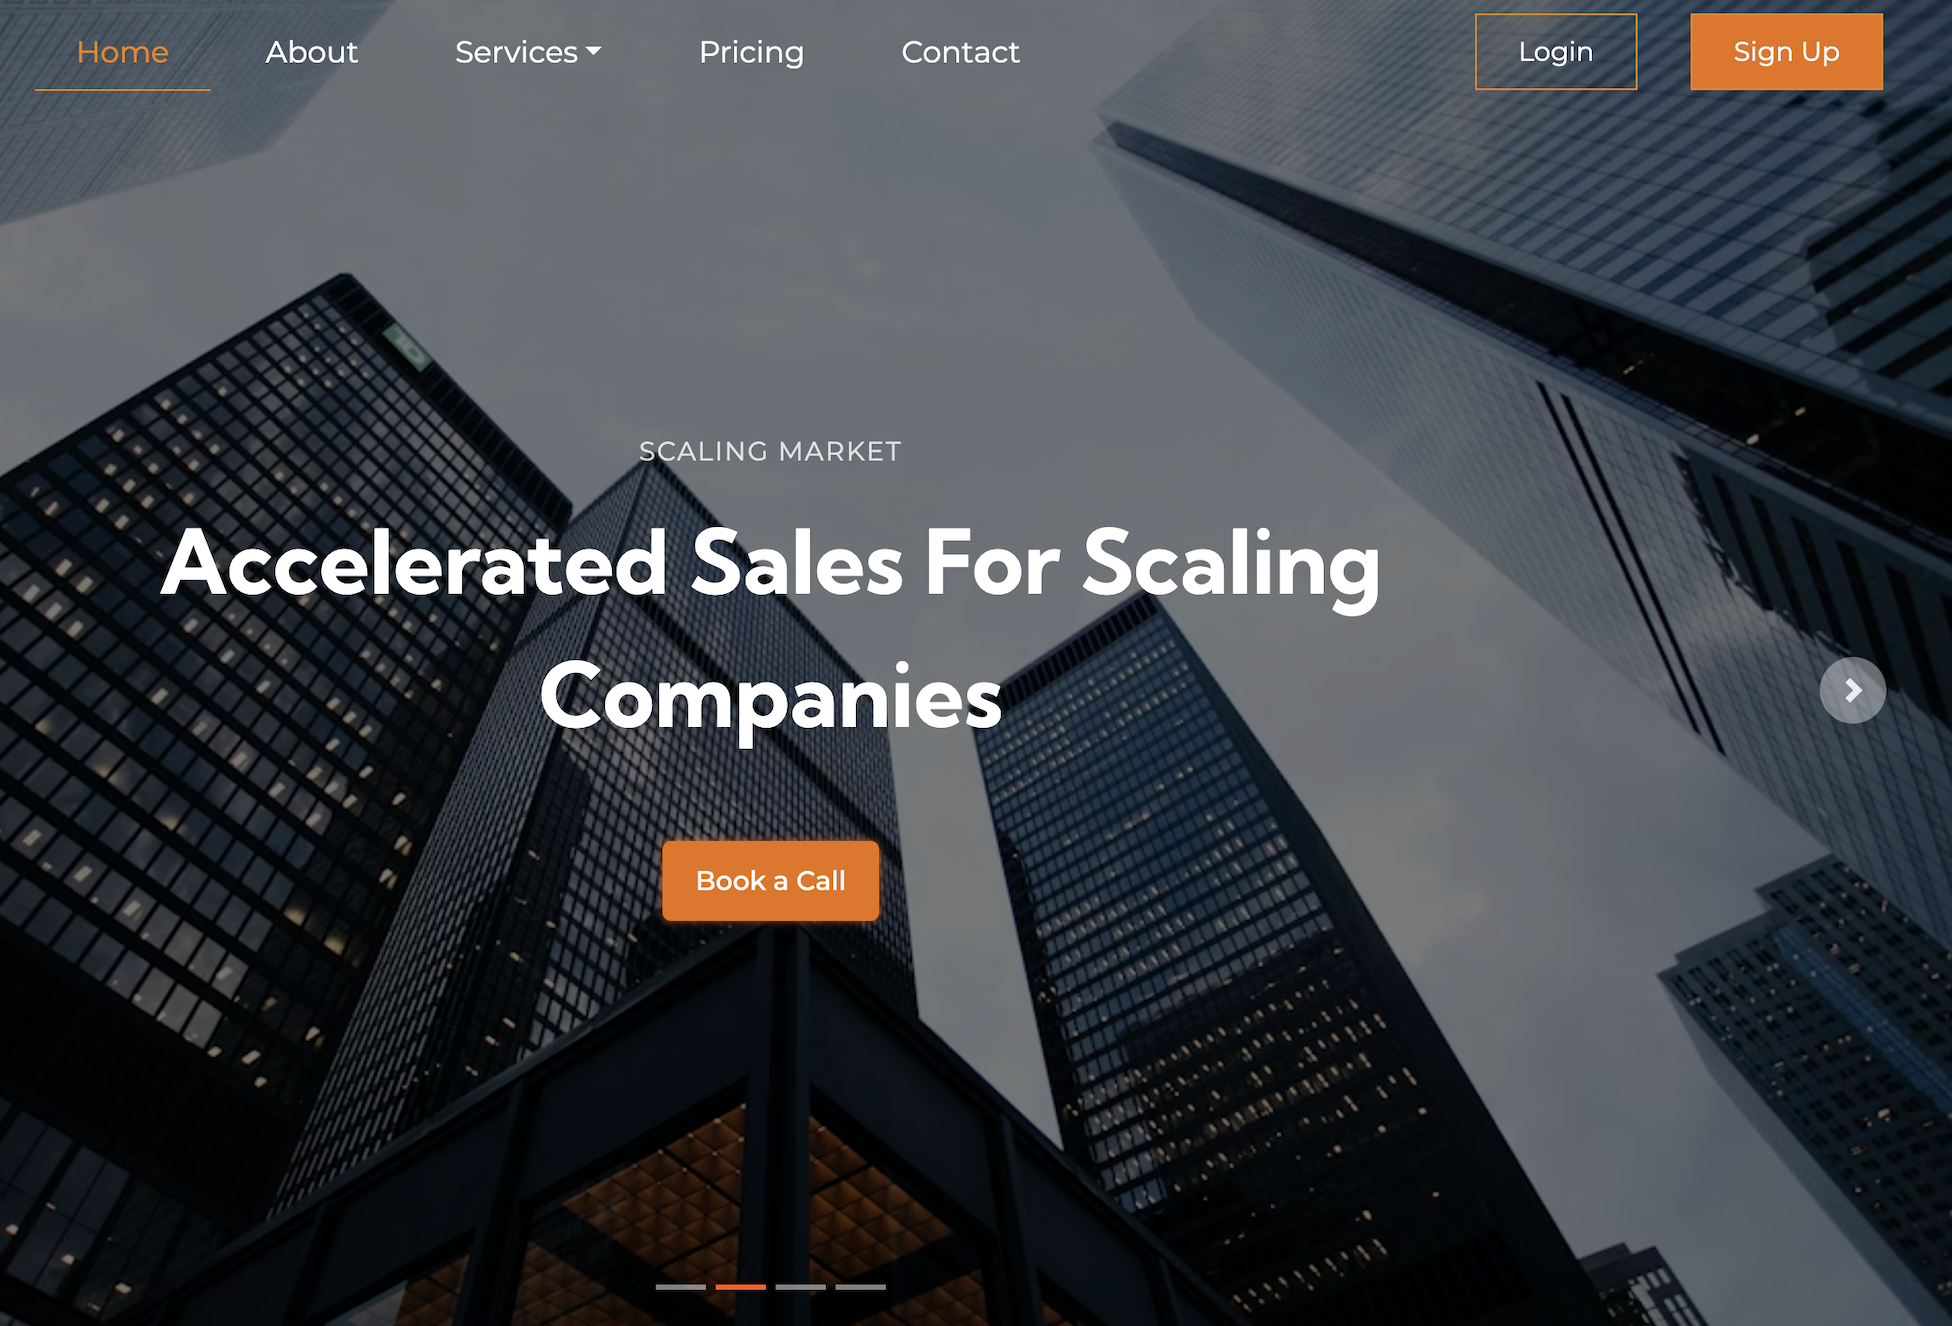 Home About Services Pricing Contact Login Sign Up
SCALING MARKET
Accelerated Sales For Scaling
Companies
Book a Call